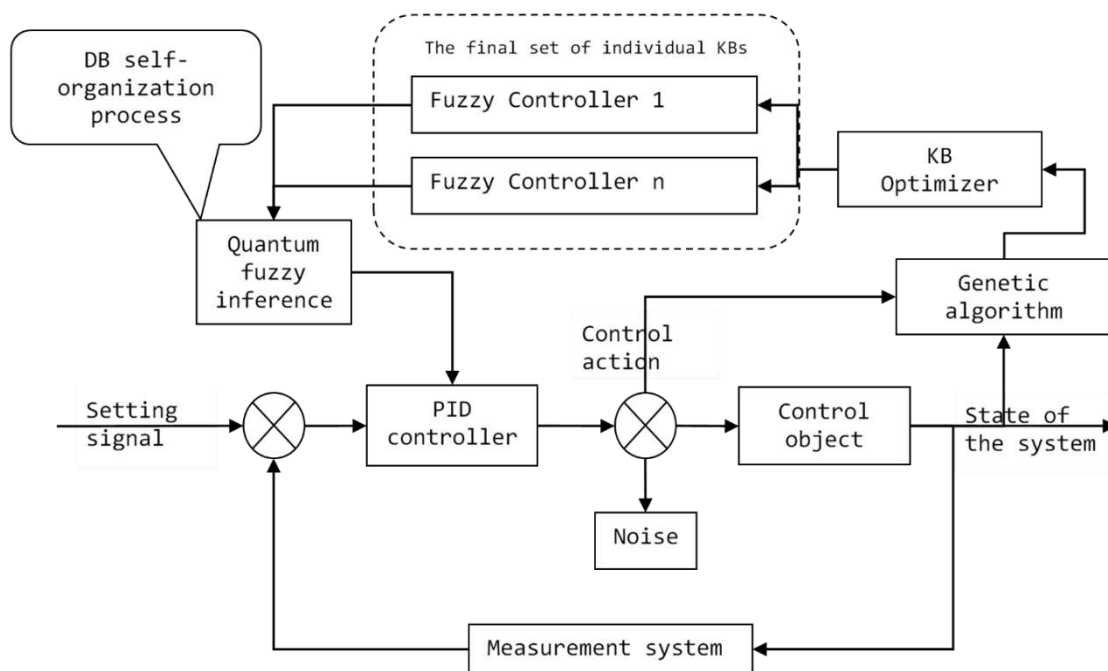 DB self-
organization
process
The final set of individual KBs
Fuzzy Controller 1
Fuzzy Controller n
KB
Optimizer
Quantum
fuzzy
inference
Genetic
algorithm
Control
action
Setting
signal
PID
controller
Control
object
State of
the system
Noise
Measurement system